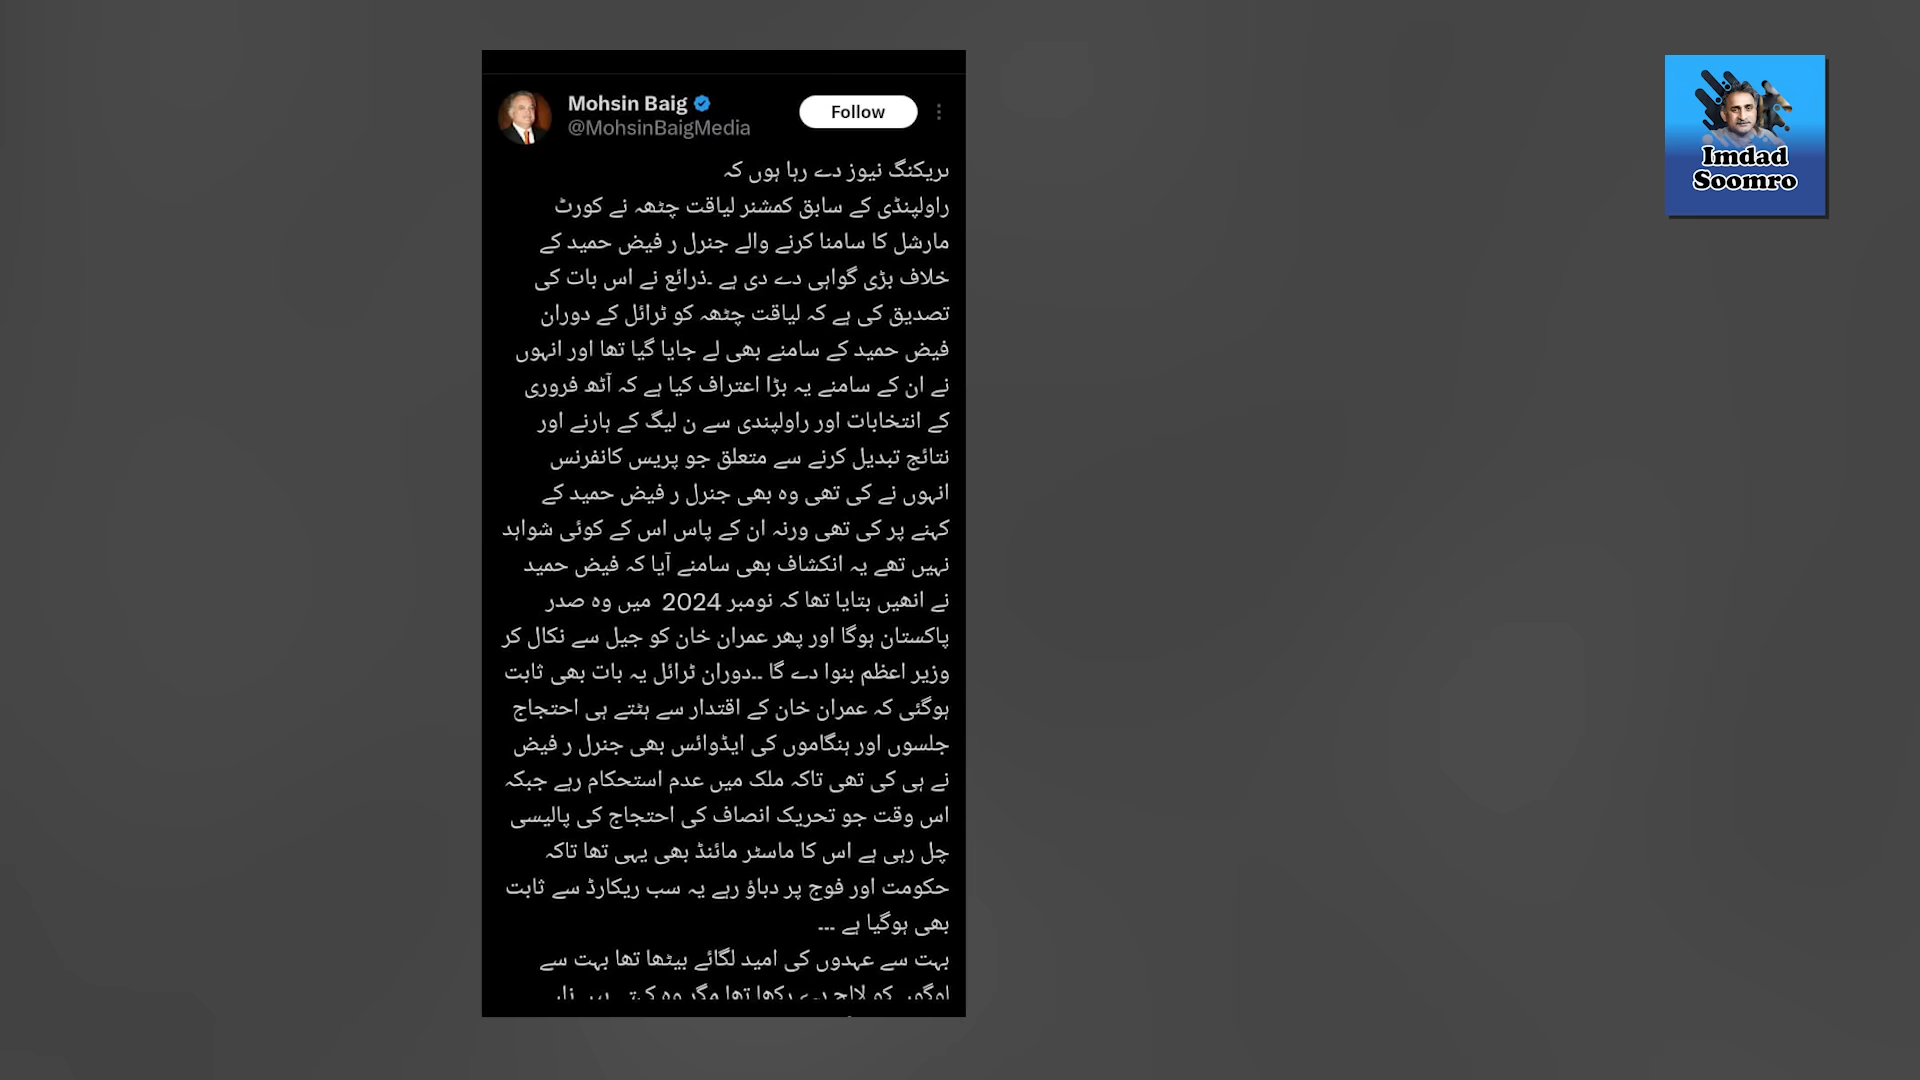 Mohsin Baig
@MohsinBaigMedia
Follow
بریکنگ نیوز دے رہا ہوں کہ
راولپنڈی کے سابق کمشنر لیاقت چٹھہ نے کورٹ
مارشل کا سامنا کرنے والے جنرل ر فیض حمید کے
خلاف بڑی گواہی دے دی ہے ۔ذرائع نے اس بات کی
تصدیق کی ہے کہ لیاقت چٹھہ کو ٹرائل کے دوران
فیض حمید کے سامنے بھی لے جایا گیا تھا اور انہوں
نے ان کے سامنے یہ بڑا اعتراف کیا ہے کہ آٹھ فروری
کے انتخابات اور راولپندی سے ن لیگ کے ہارنے اور
نتائج تبدیل کرنے سے متعلق جو پریس کانفرنس
انہوں نے کی تھی وہ بھی جنرل ر فیض حمید کے
کہنے پر کی تھی ورنہ ان کے پاس اس کے کوئی شواہد
نہیں تھے یہ انکشاف بھی سامنے آیا کہ فیض حمید
نے انھیں بتایا تھا کہ نومبر 2024 میں وہ صدر
پاکستان ہوگا اور پھر عمران خان کو جیل سے نکال کر
وزیر اعظم بنوا دے گا ۔۔دوران ٹرائل یہ بات بھی ثابت
ہوگئی کہ عمران خان کے اقتدار سے ہٹتے ہی احتجاج
جلسوں اور ہنگاموں کی ایڈوائس بھی جنرل ر فیض
نے ہی کی تھی تاکہ ملک میں عدم استحکام رہے جبکہ
اس وقت جو تحریک انصاف کی احتجاج کی پالیسی
چل رہی ہے اس کا ماسٹر مائنڈ بھی یہی تھا تاکہ
حکومت اور فوج پر دباؤ رہے یہ سب ریکارڈ سے ثابت
بھی ہوگیا ہے ۔۔۔
بہت سے عہدوں کی امید لگائے بیٹھا تھا بہت سے
لوگوں کو لالچ دے رکھا تھا مگر وہ کہتے ہیں
Imdad
Soomro